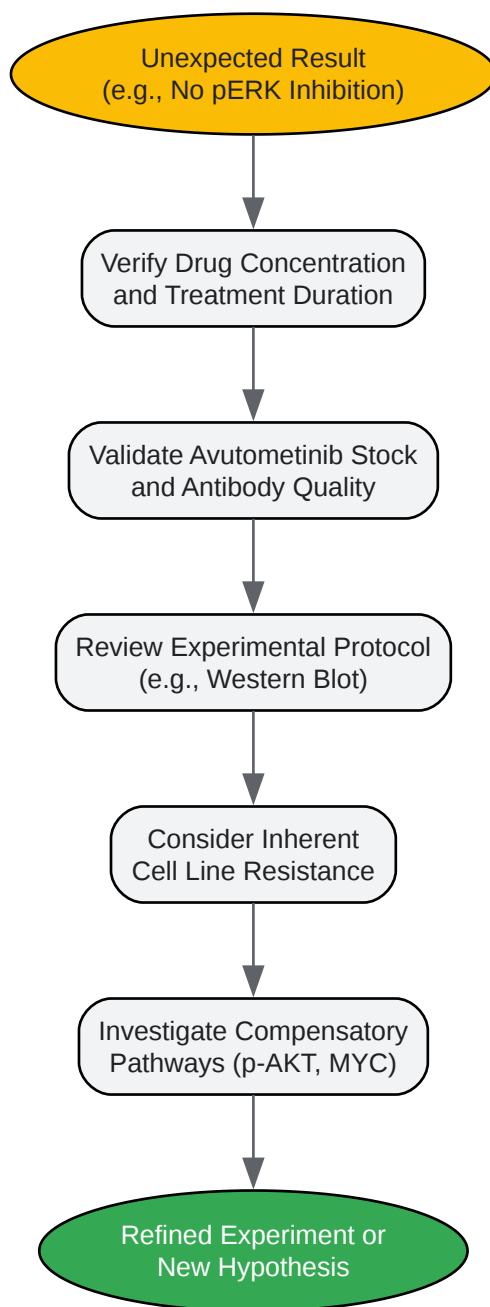 Unexpected Result
(e.g., No pERK Inhibition)
Verify Drug Concentration
and Treatment Duration
Validate Avutometinib Stock
and Antibody Quality
Review Experimental Protocol
(e.g., Western Blot)
Consider Inherent
Cell Line Resistance
Investigate Compensatory
Pathways (p-AKT, MYC)
Refined Experiment or
New Hypothesis